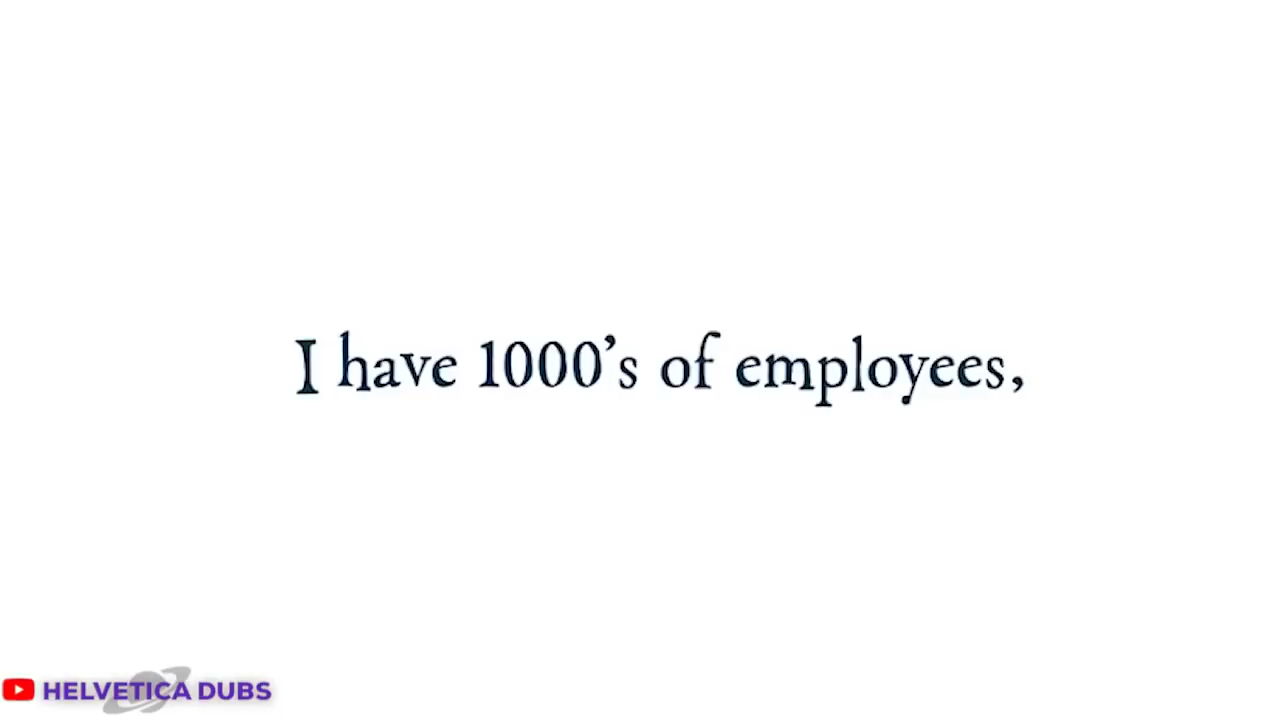 I have 1000’s of employees,
HELVETICA DUBS